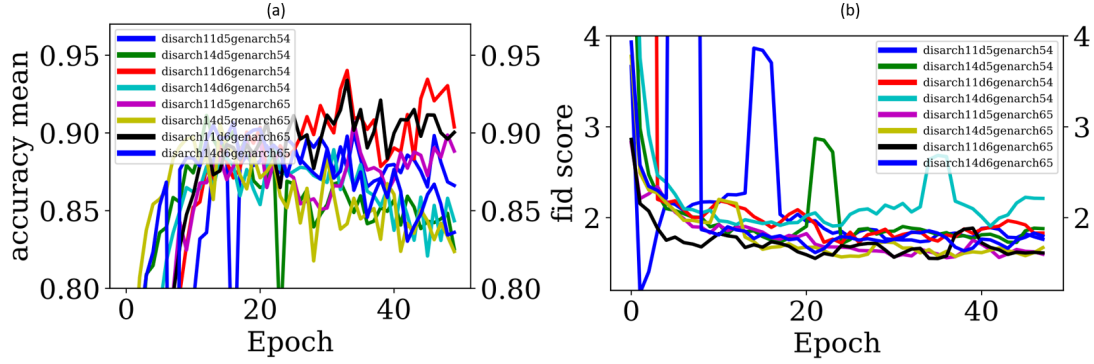 (a)
(b)
accuracy mean
0.95
0.90
0.85
0.80
disarch11d5genarch54
disarch14d5genarch54
disarch11d6genarch54
disarch14d6genarch54
disarch11d5genarch65
disarch14d5genarch65
disarch11d6genarch65
disarch14d6genarch65
0.95
0.90
0.85
0.80
0
20
40
Epoch
fid score
4
3
2
disarch11d5genarch54
disarch14d5genarch54
disarch11d6genarch54
disarch14d6genarch54
disarch11d5genarch65
disarch14d5genarch65
disarch11d6genarch65
disarch14d6genarch65
4
3
2
0
20
40
Epoch